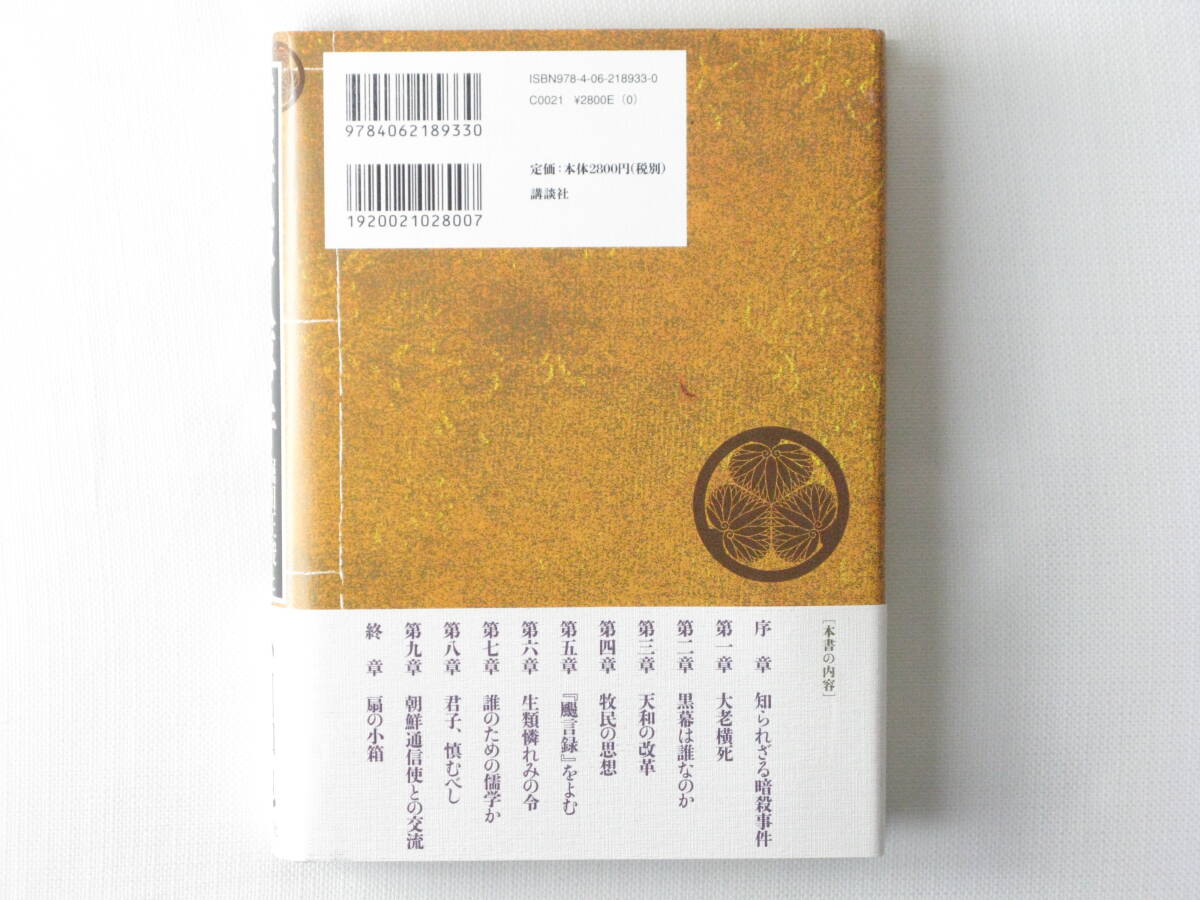 ISBN978-4-06-218933-0
C0021 ¥2800E (0)
9784062189330
定価：本体2800円(税別)
講談社
1920021028007
[本書の内容]
序章 知られざる暗殺事件
第一章 大老横死
第二章 黒幕は誰なのか
第三章 天和の改革
第四章 牧民の思想
第五章 『颺言録』をよむ
第六章 生類憐れみの令
第七章 誰のための儒学か
第八章 君子、慎むべし
第九章 朝鮮通信使との交流
終章 扇の小箱